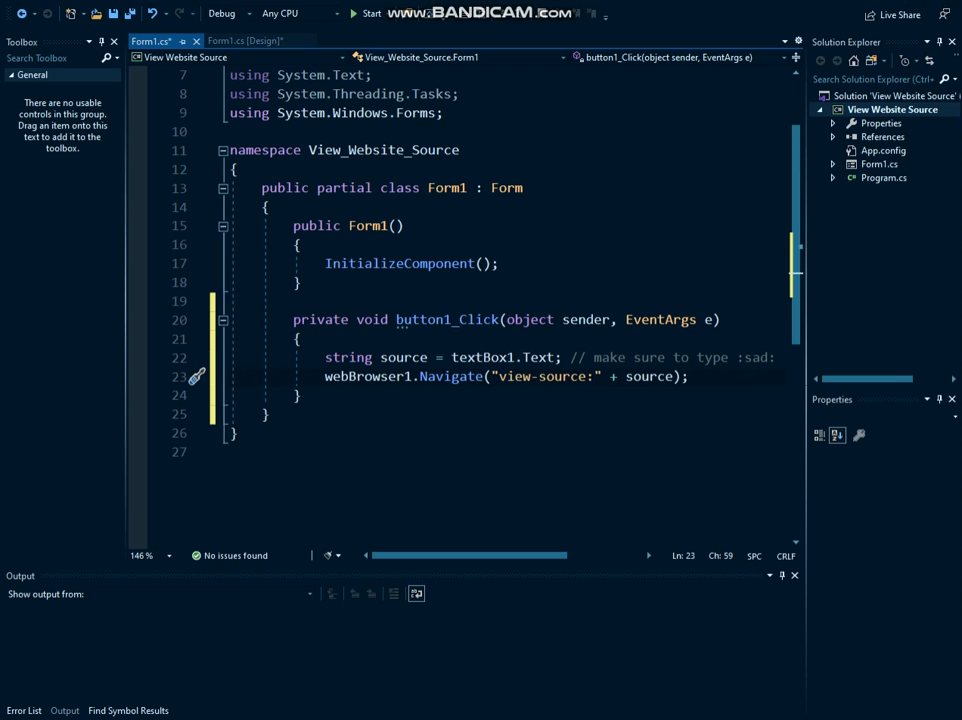 Debug
Any CPU
Start
www.BANDICAM.com
Live Share
Toolbox
Form1.cs*
Form1.cs [Design]*
Solution Explorer
Search Toolbox
View Website Source
View_Website_Source.Form1
button1_Click(object sender, EventArgs e)
General
There are no usable
controls in this group.
Drag an item onto this
text to add it to the
toolbox.
7 using System.Text;
8 using System.Threading.Tasks;
9 using System.Windows.Forms;
10
11 namespace View_Website_Source
12 {
13 public partial class Form1 : Form
14 {
15 public Form1()
16 {
17 InitializeComponent();
18 }
19
20 private void button1_Click(object sender, EventArgs e)
21 {
22 string source = textBox1.Text; // make sure to type :sad:
23 webBrowser1.Navigate("view-source:" + source);
24 }
25 }
26 }
27
Search Solution Explorer (Ctrl+
Solution 'View Website Source'
View Website Source
Properties
References
App.config
Form1.cs
Program.cs
Properties
146 %
No issues found
Ln: 23
Ch: 59
SPC
CRLF
Output
Show output from:
Error List
Output
Find Symbol Results